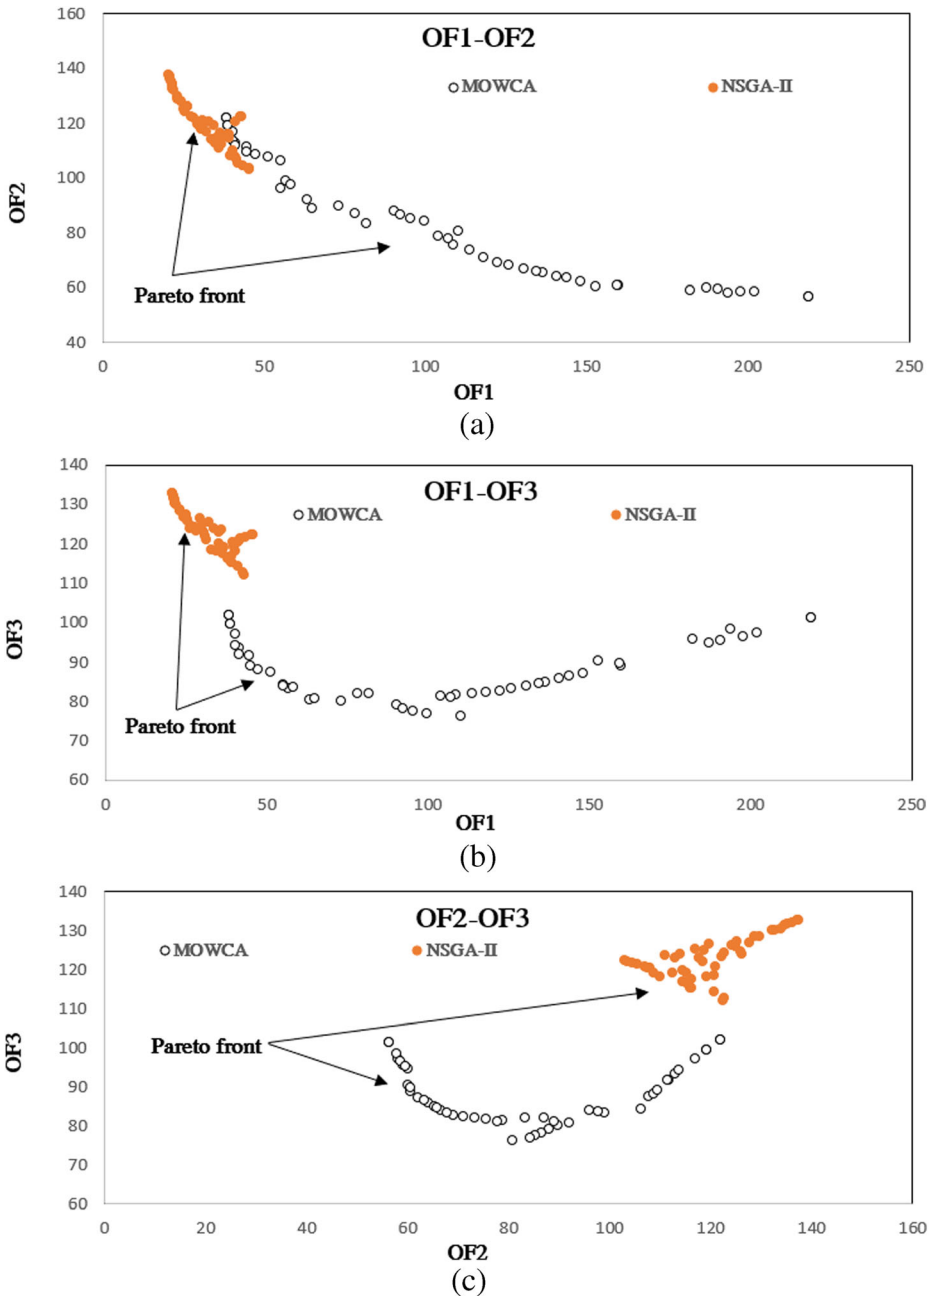 OF1-OF2
MOWCA NSGA-II
160
140
120
100
80
60
40
OF2
Pareto front
0 50 100 150 200 250
OF1
(a)
OF1-OF3
MOWCA NSGA-II
140
130
120
110
100
90
80
70
60
OF3
Pareto front
0 50 100 150 200 250
OF1
(b)
OF2-OF3
MOWCA NSGA-II
140
130
120
110
100
90
80
70
60
OF3
Pareto front
0 20 40 60 80 100 120 140 160
OF2
(c)